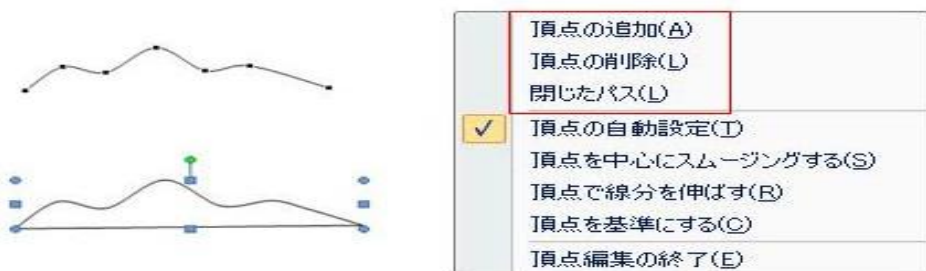 頂点の追加(A)
頂点の削除(L)
閉じたパス(L)
頂点の自動設定(T)
頂点を中心にスムージングする(S)
頂点で線分を伸ばす(R)
頂点を基準にする(C)
頂点編集の終了(E)